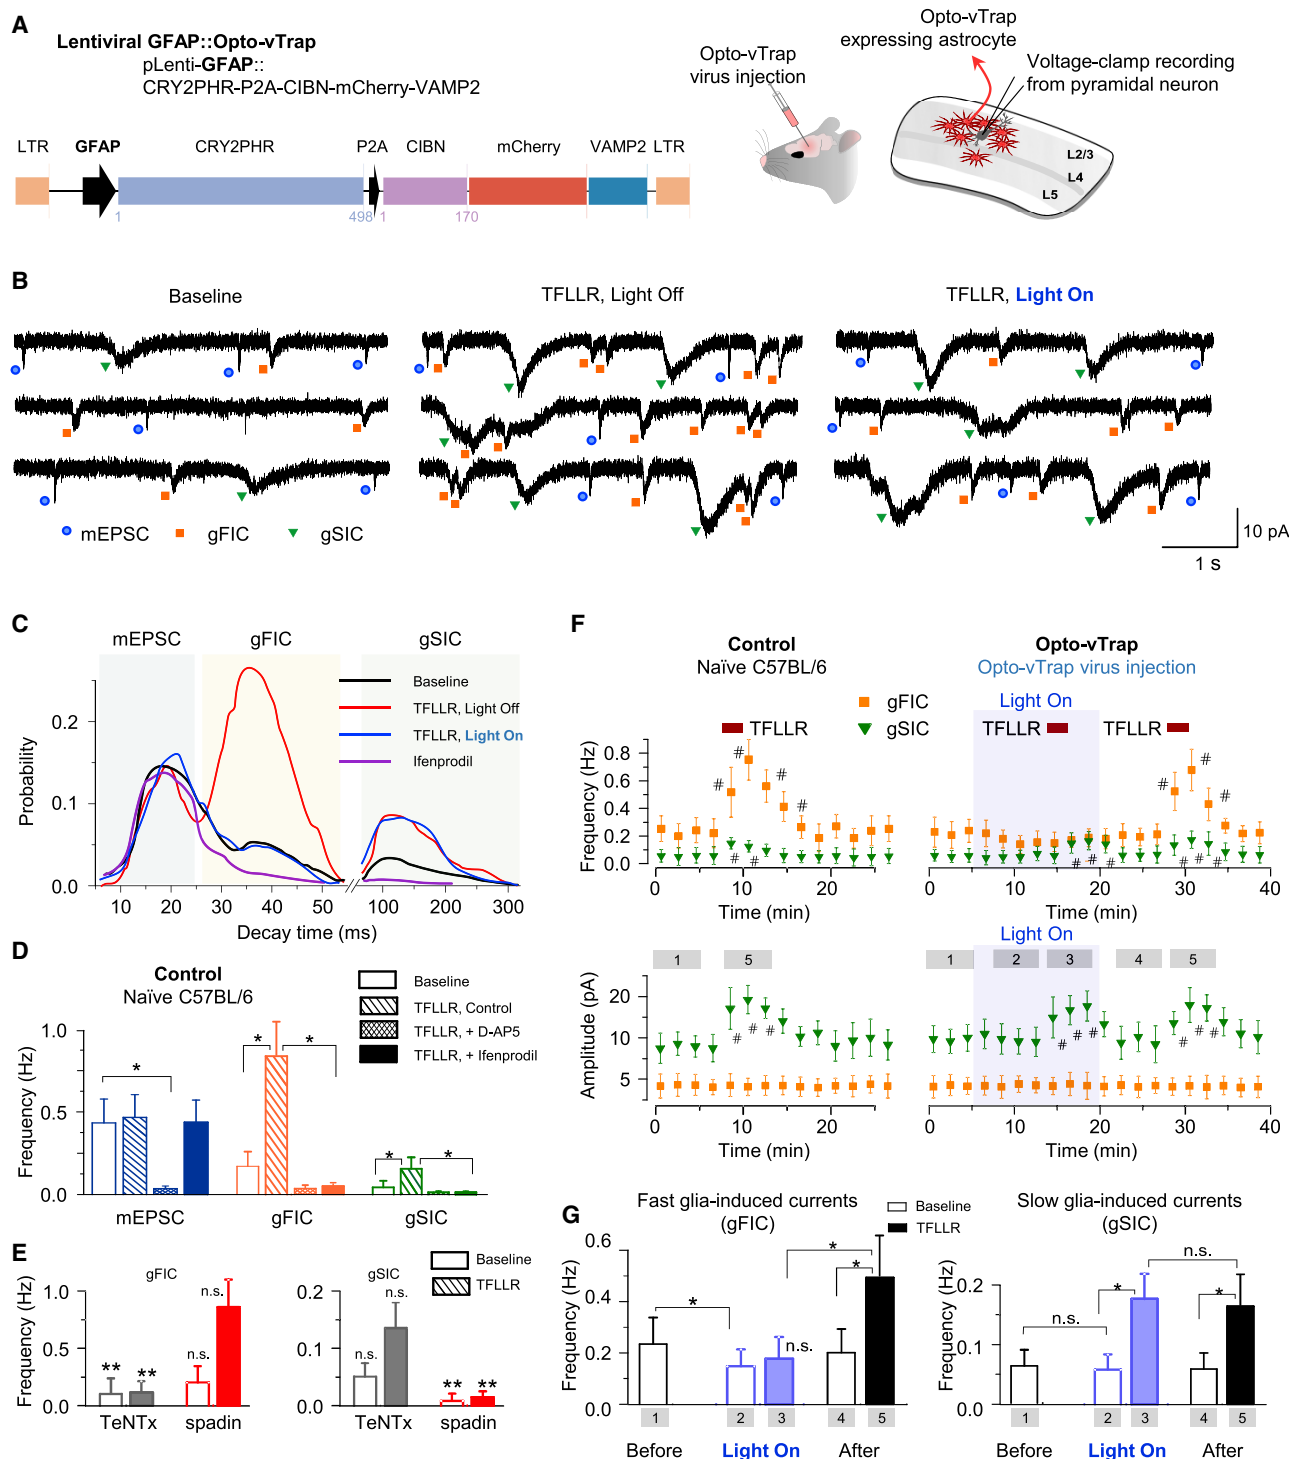 A
Lentiviral GFAP::Opto-vTrap
pLenti-GFAP::
CRY2PHR-P2A-CIBN-mCherry-VAMP2
LTR GFAP CRY2PHR P2A CIBN mCherry VAMP2 LTR
1 498 1 170
Opto-vTrap
virus injection
Opto-vTrap
expressing astrocyte
Voltage-clamp recording
from pyramidal neuron
L2/3
L4
L5
B
Baseline TFLLR, Light Off TFLLR, Light On
mEPSC gFIC gSIC
10 pA
1 s
C
mEPSC gFIC gSIC
Baseline
TFLLR, Light Off
TFLLR, Light On
Ifenprodil
Probability
0.2
0.1
0.0
10 20 30 40 50 100 200 300
Decay time (ms)
D
Control
Naïve C57BL/6
Baseline
TFLLR, Control
TFLLR, + D-AP5
TFLLR, + Ifenprodil
Frequency (Hz)
1.0
0.5
0.0
* * * * *
mEPSC gFIC gSIC
E
Baseline
TFLLR
gFIC
Frequency (Hz)
1.0
0.5
0.0
** ** n.s. n.s.
TeNTx spadin
gSIC
0.2
0.1
0.0
n.s. n.s. ** **
TeNTx spadin
F
Control
Naïve C57BL/6
Opto-vTrap
Opto-vTrap virus injection
gFIC
gSIC
Light On
TFLLR TFLLR TFLLR
Frequency (Hz)
0.8
0.6
0.4
0.2
0.0
# # # #
# #
# # #
# # #
# # #
0 10 20
Time (min)
0 10 20 30 40
Time (min)
Light On
1 5 1 2 3 4 5
Amplitude (pA)
20
10
5
# # #
# # #
# # #
0 10 20
Time (min)
0 10 20 30 40
Time (min)
G
Fast glia-induced currents
(gFIC)
Baseline
TFLLR
Frequency (Hz)
0.6
0.4
0.2
0.0
* n.s. * *
1 2 3 4 5
Before Light On After
Slow glia-induced currents
(gSIC)
Frequency (Hz)
0.2
0.1
0.0
n.s. * n.s. *
1 2 3 4 5
Before Light On After